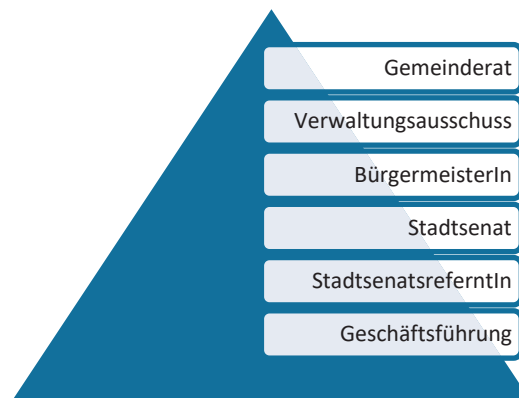 Gemeinderat
Verwaltungsausschuss
BürgermeisterIn
Stadtsenat
StadtsenatsreferntIn
Geschäftsführung